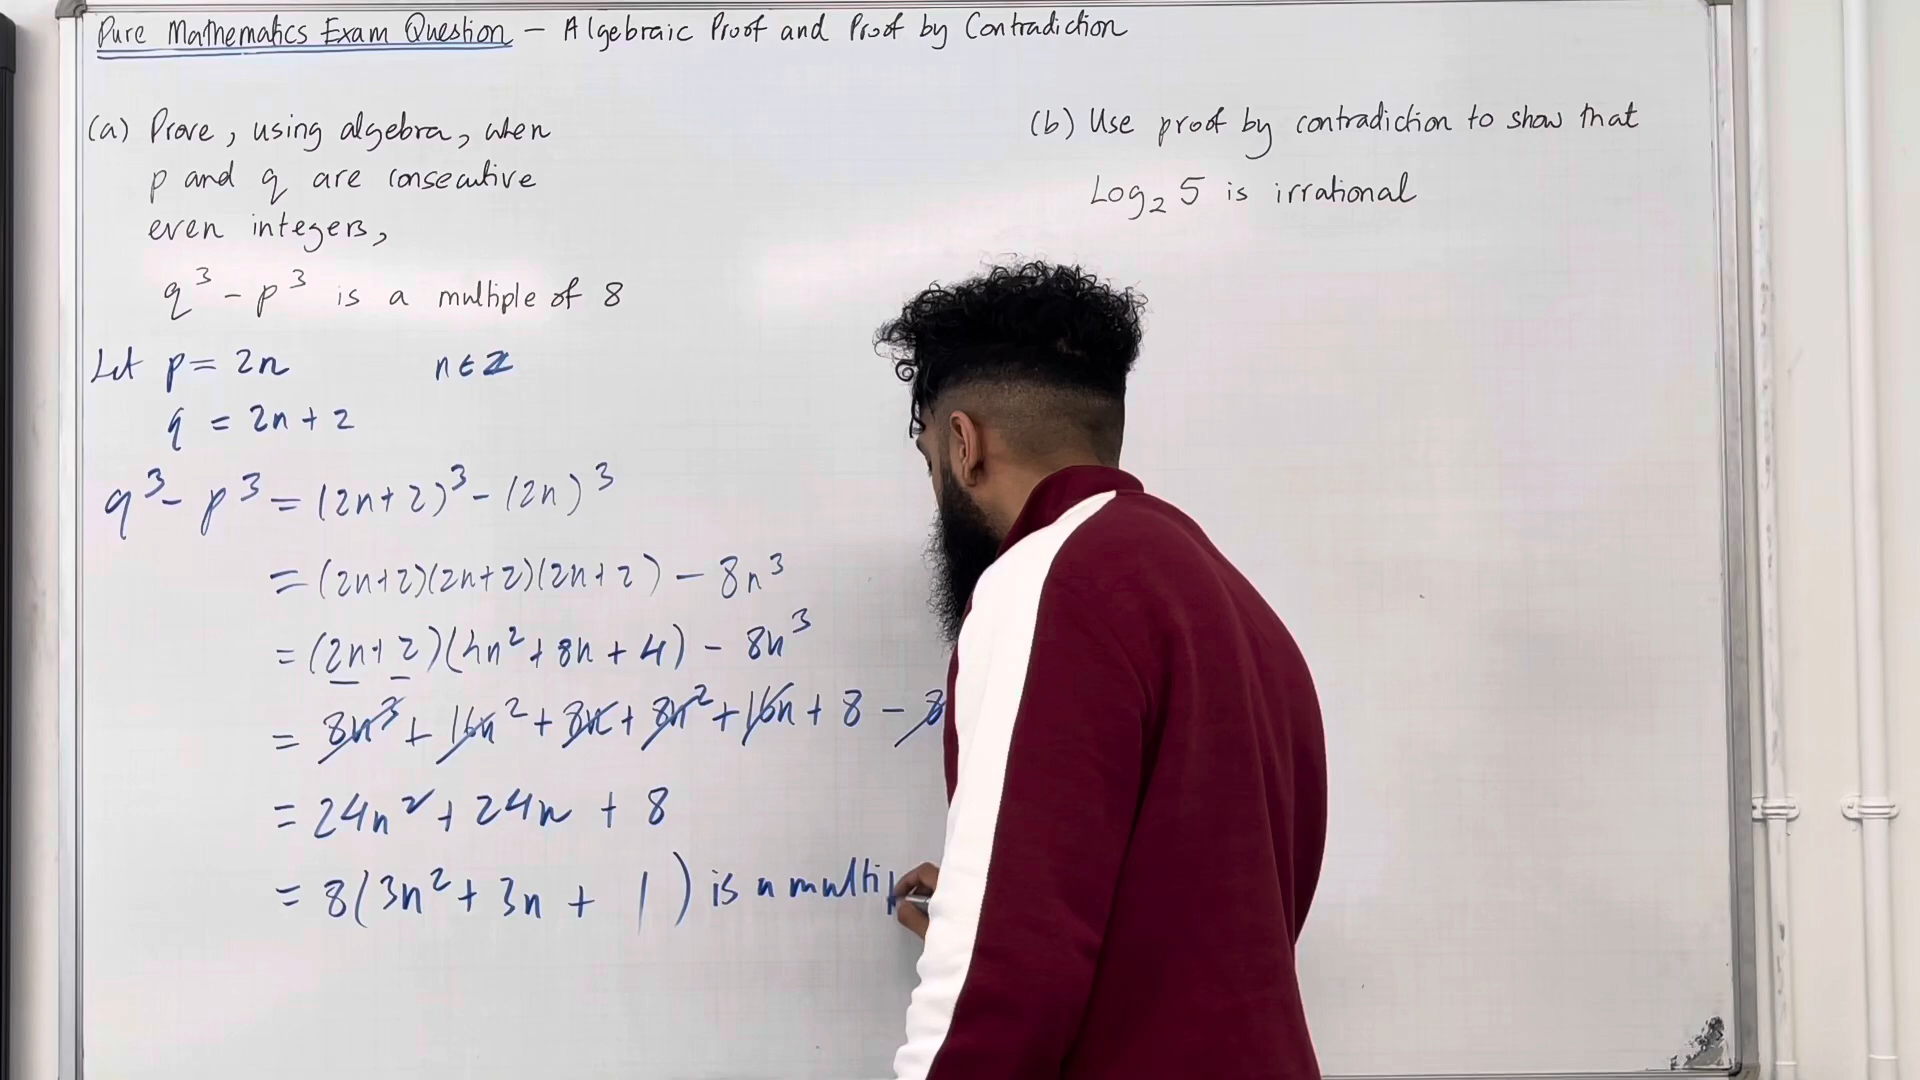 Pure Mathematics Exam Question – Algebraic Proof and Proof by Contradiction
(a) Prove, using algebra, when
p and q are consecutive
even integers,
q³ - p³ is a multiple of 8
Let p = 2n n ∈ ℤ
q = 2n + 2
q³ - p³ = (2n+2)³ - (2n)³
= (2n+2)(2n+2)(2n+2) - 8n³
= (2n+2)(4n² + 8n + 4) - 8n³
= 8n³ + 16n² + 8n + 8n² + 16n + 8 - 8
= 24n² + 24n + 8
= 8(3n² + 3n + 1) is a multip
(b) Use proof by contradiction to show that
Log₂ 5 is irrational